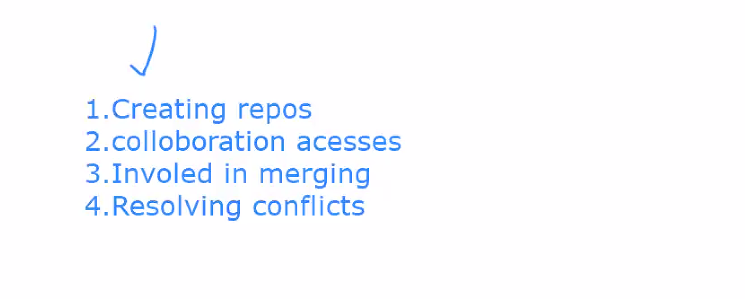 1.Creating repos
2.colloboration acesses
3.Involed in merging
4.Resolving conflicts